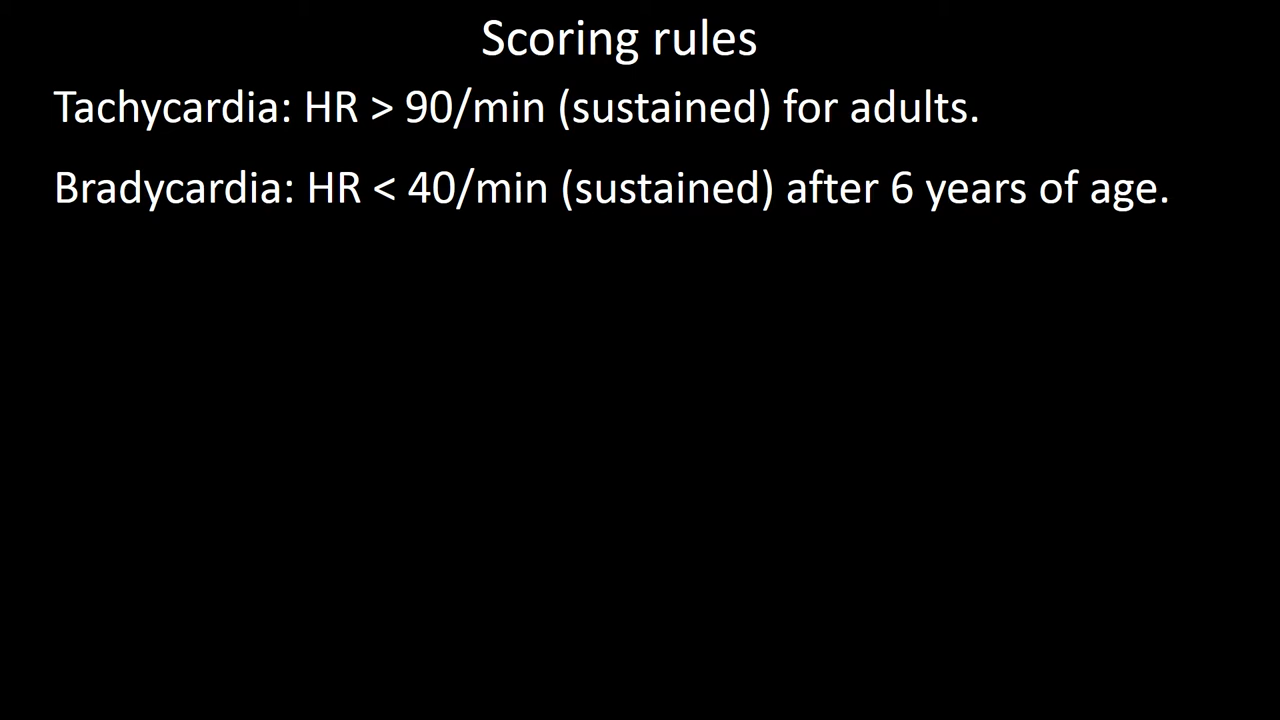 Scoring rules
Tachycardia: HR > 90/min (sustained) for adults.
Bradycardia: HR < 40/min (sustained) after 6 years of age.